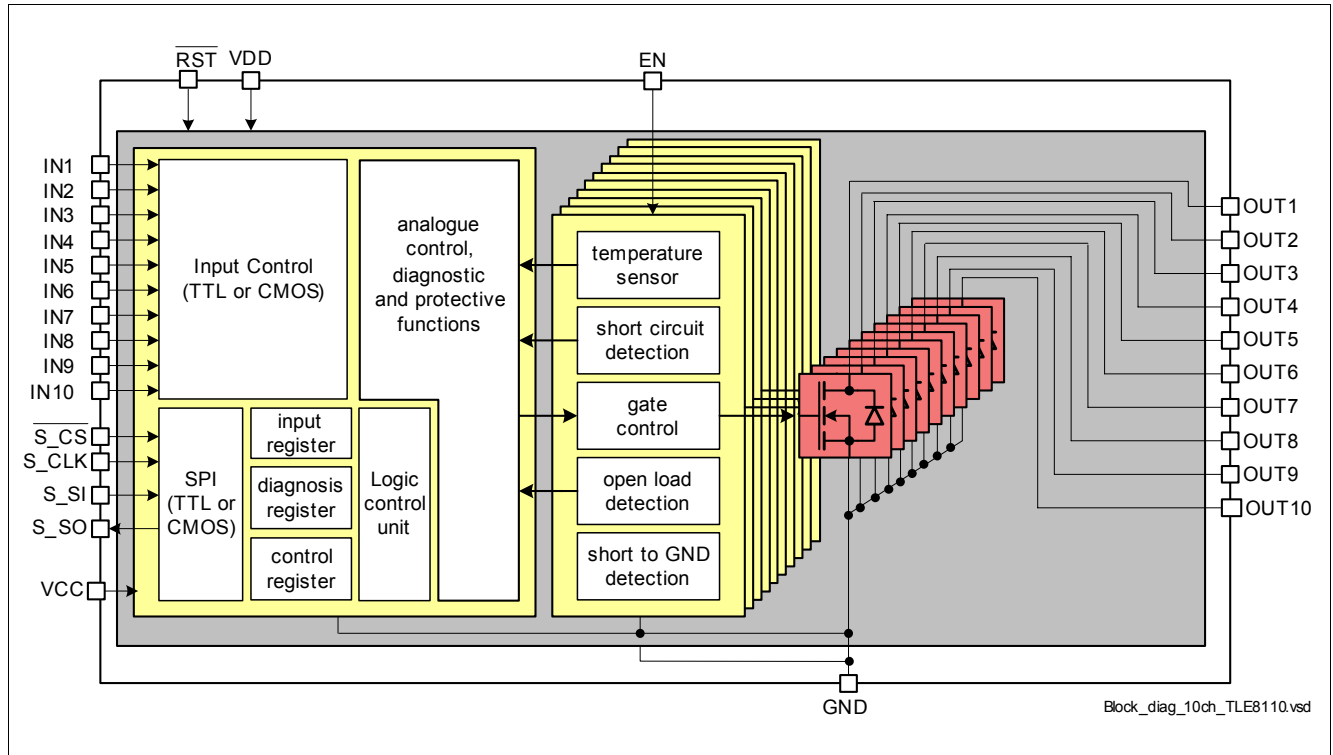 RST VDD EN
IN1
IN2
IN3
IN4
IN5
IN6
IN7
IN8
IN9
IN10
S_CS
S_CLK
S_SI
S_SO
VCC
Input Control
(TTL or CMOS)
analogue
control,
diagnostic
and protective
functions
SPI
(TTL or
CMOS)
input
register
diagnosis
register
control
register
Logic
control
unit
temperature
sensor
short circuit
detection
gate
control
open load
detection
short to GND
detection
OUT1
OUT2
OUT3
OUT4
OUT5
OUT6
OUT7
OUT8
OUT9
OUT10
GND
Block_diag_10ch_TLE8110.vsd